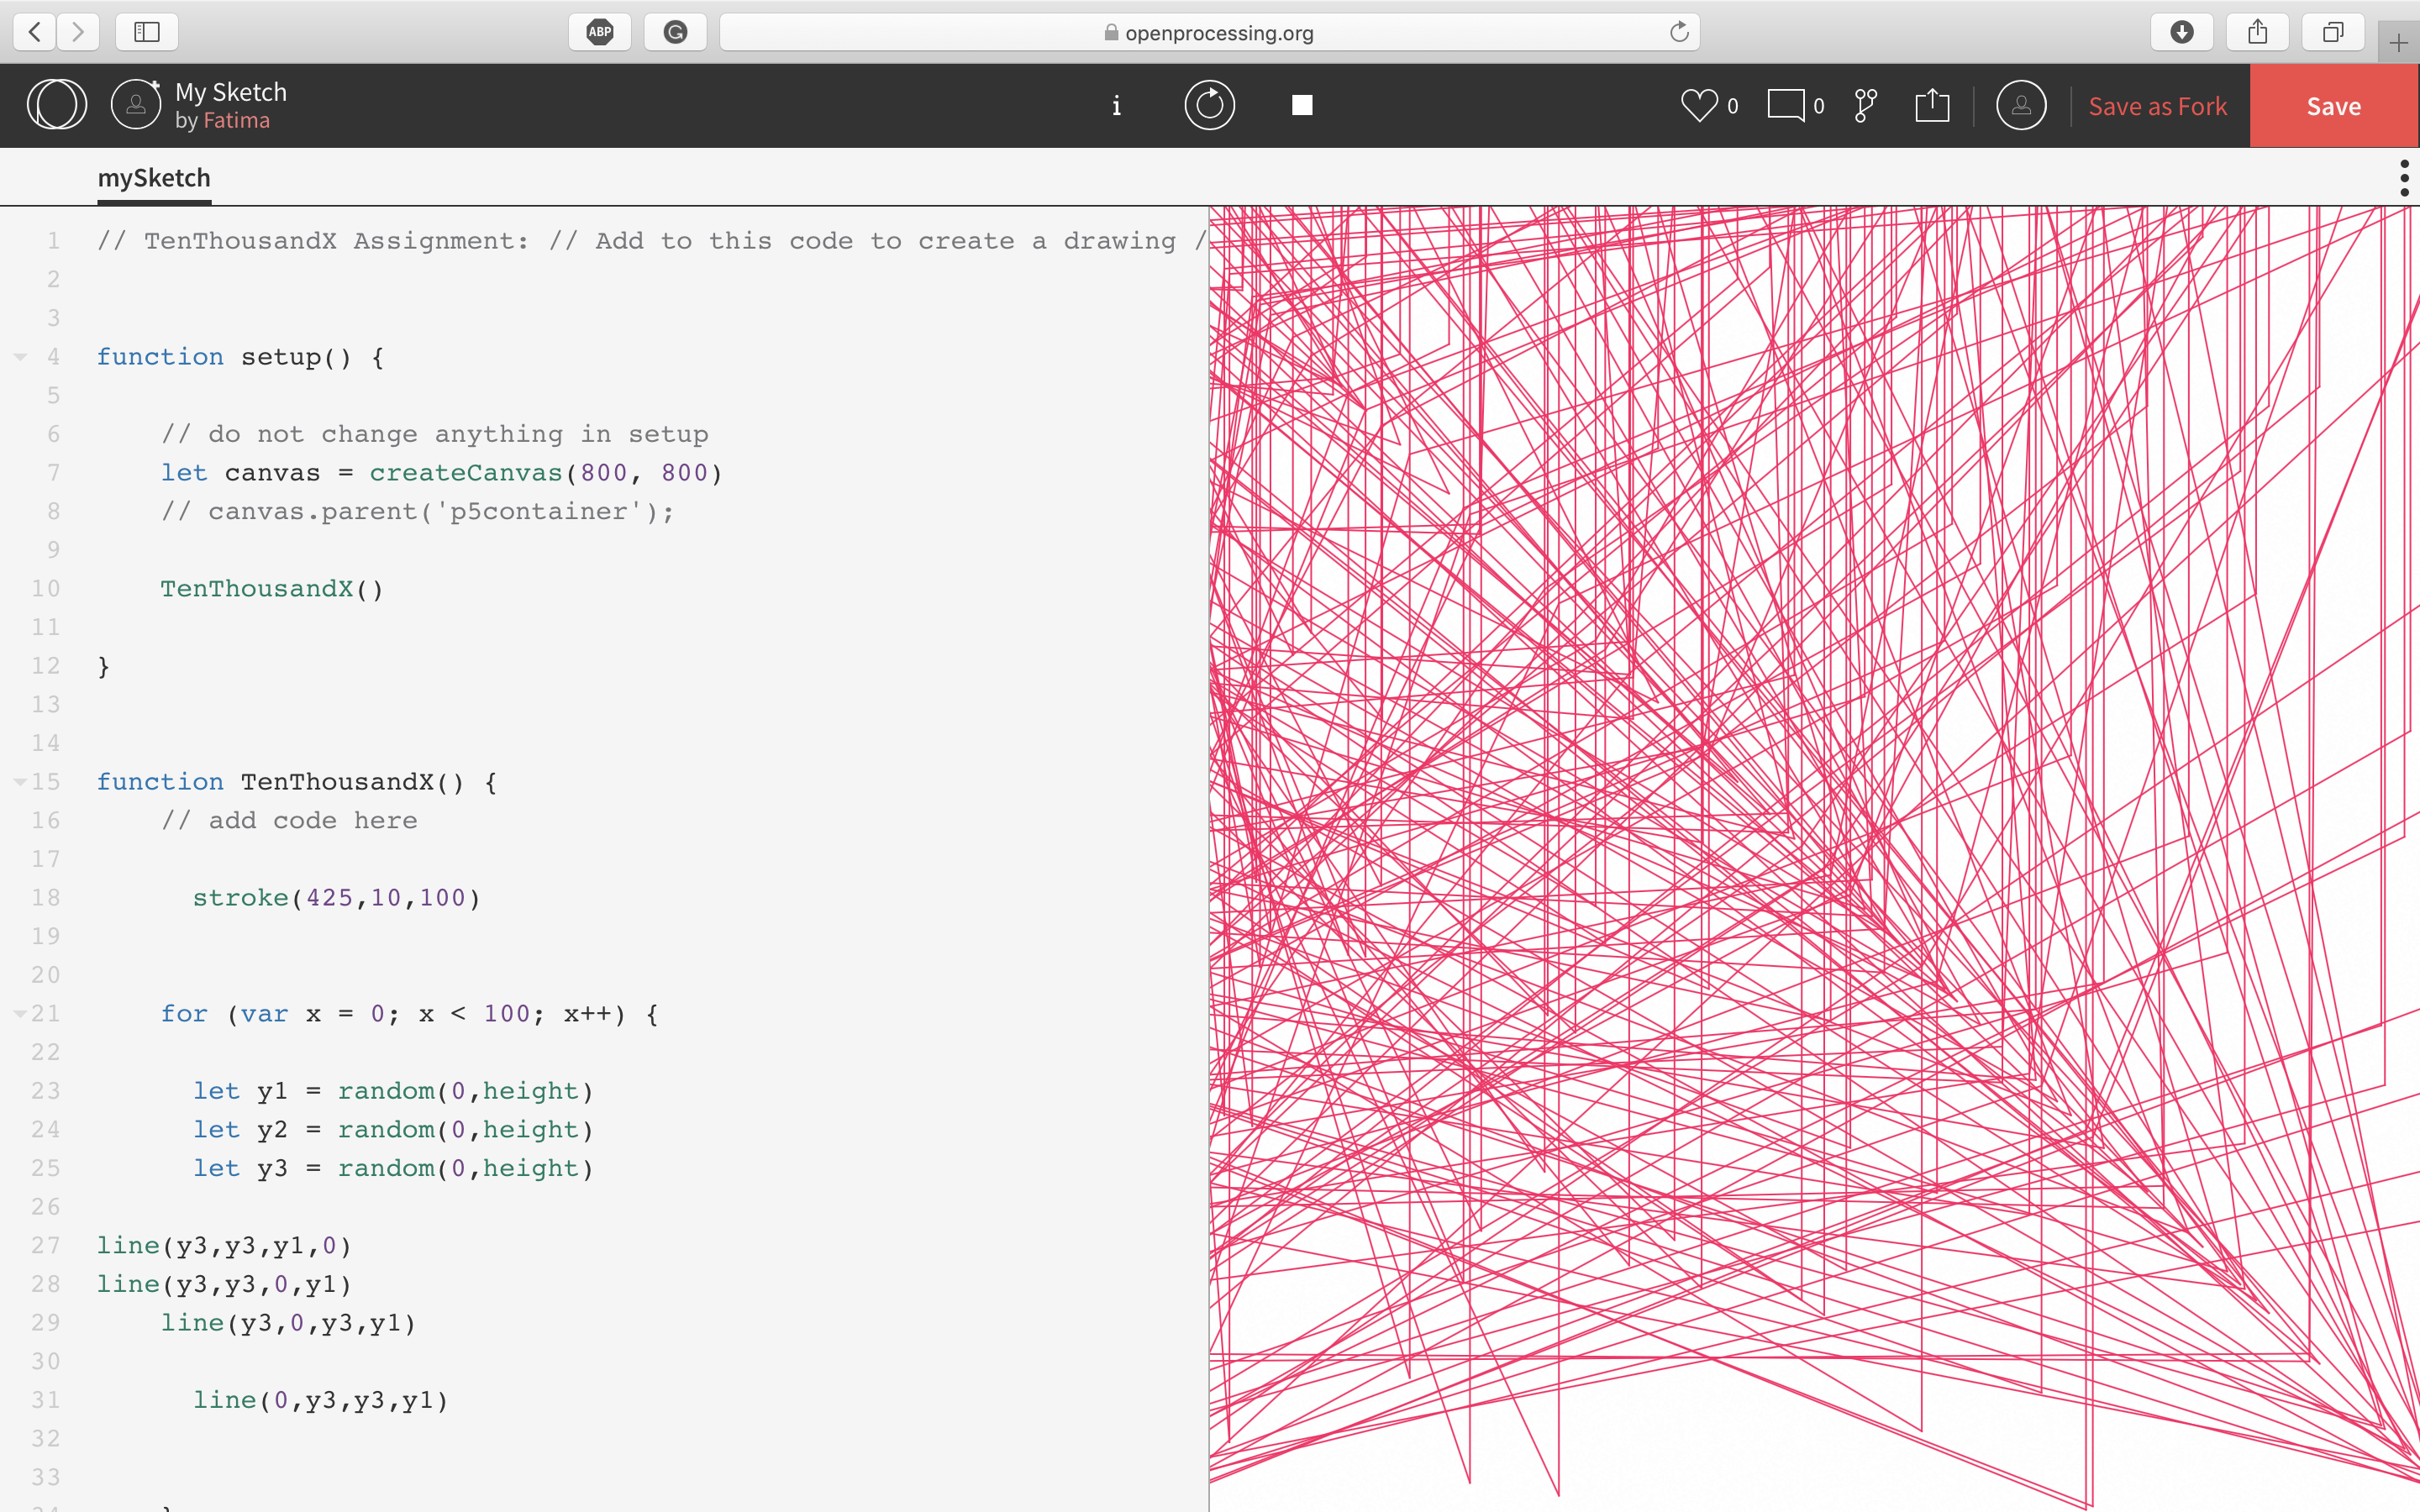 ABP
openprocessing.org
My Sketch
by Fatima
i
0
0
Save as Fork
Save
mySketch
1 // TenThousandX Assignment: // Add to this code to create a drawing /
2
3
4 function setup() {
5
6 // do not change anything in setup
7 let canvas = createCanvas(800, 800)
8 // canvas.parent('p5container');
9
10 TenThousandX()
11
12 }
13
14
15 function TenThousandX() {
16 // add code here
17
18 stroke(425,10,100)
19
20
21 for (var x = 0; x < 100; x++) {
22
23 let y1 = random(0,height)
24 let y2 = random(0,height)
25 let y3 = random(0,height)
26
27 line(y3,y3,y1,0)
28 line(y3,y3,0,y1)
29 line(y3,0,y3,y1)
30
31 line(0,y3,y3,y1)
32
33